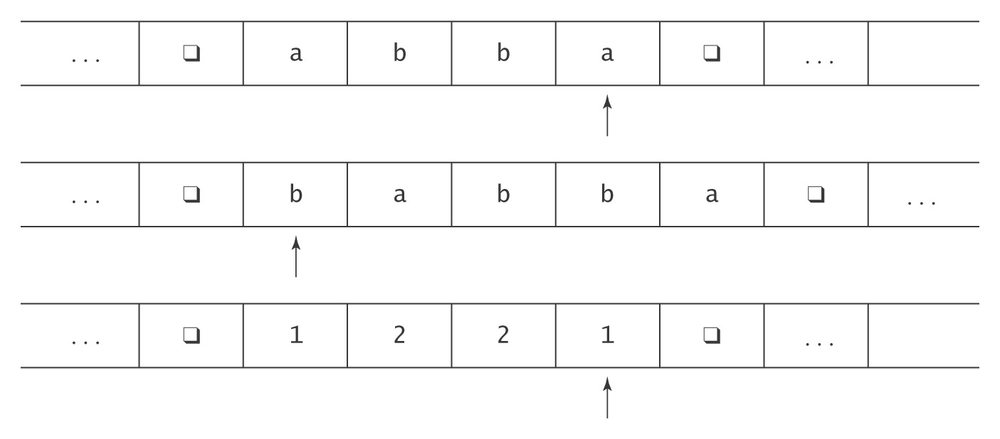 ... ❏ a b b a ❏ ...
... ❏ b a b b a ❏ ...
... ❏ 1 2 2 1 ❏ ...